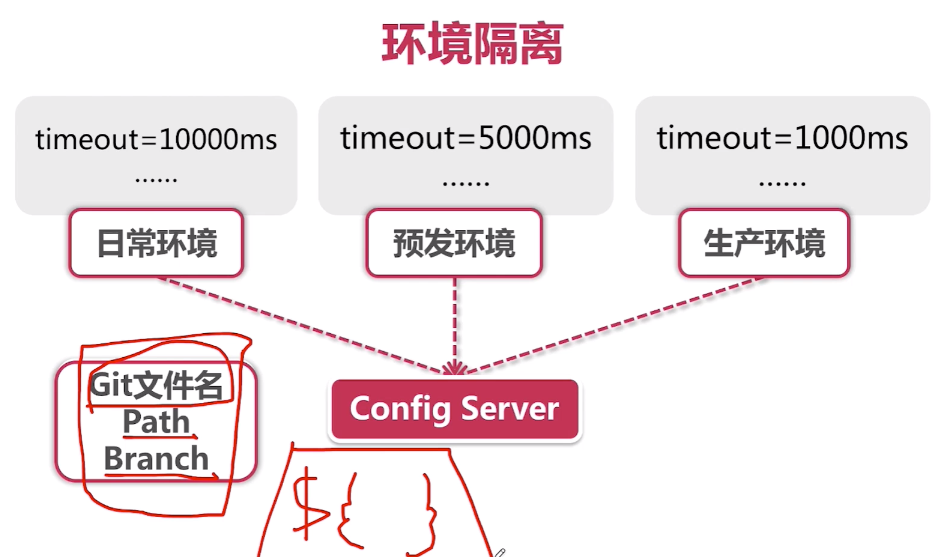 环境隔离
timeout=10000ms
……
timeout=5000ms
……
timeout=1000ms
……
日常环境
预发环境
生产环境
Git文件名
Path
Branch
Config Server
${ }